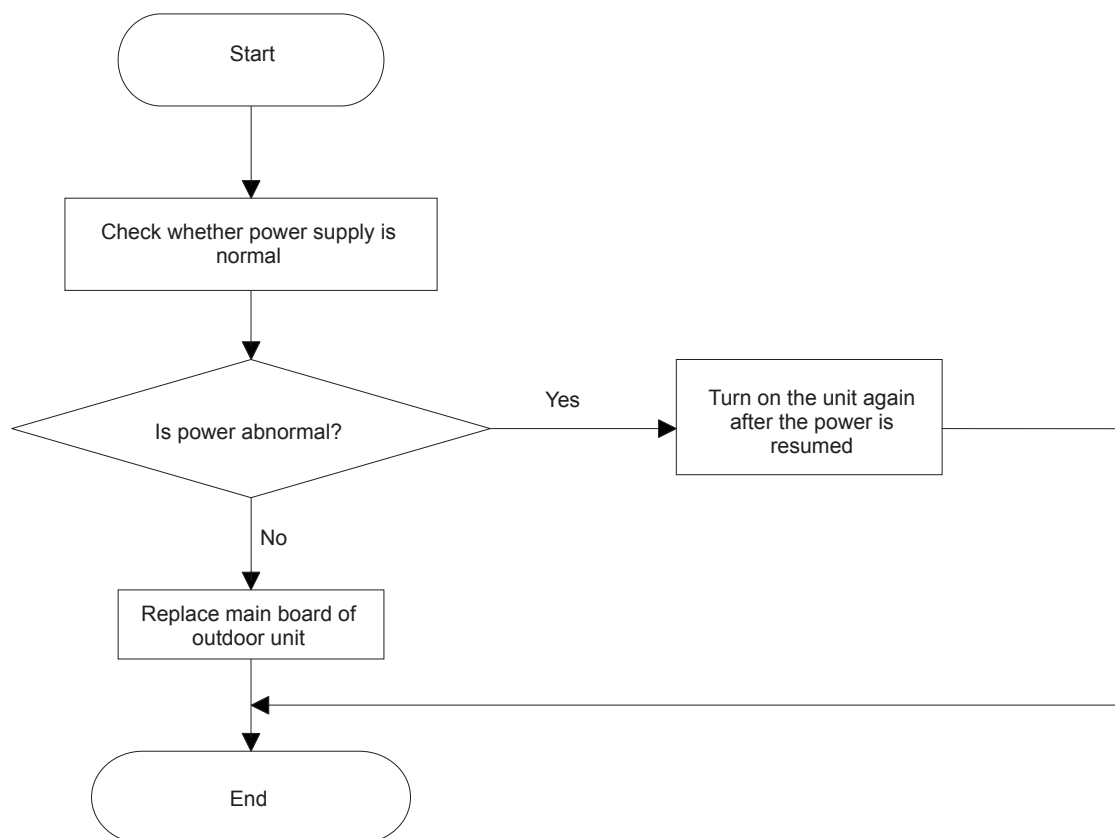 Start
Check whether power supply is
normal
Is power abnormal?
Yes
Turn on the unit again
after the power is
resumed
No
Replace main board of
outdoor unit
End